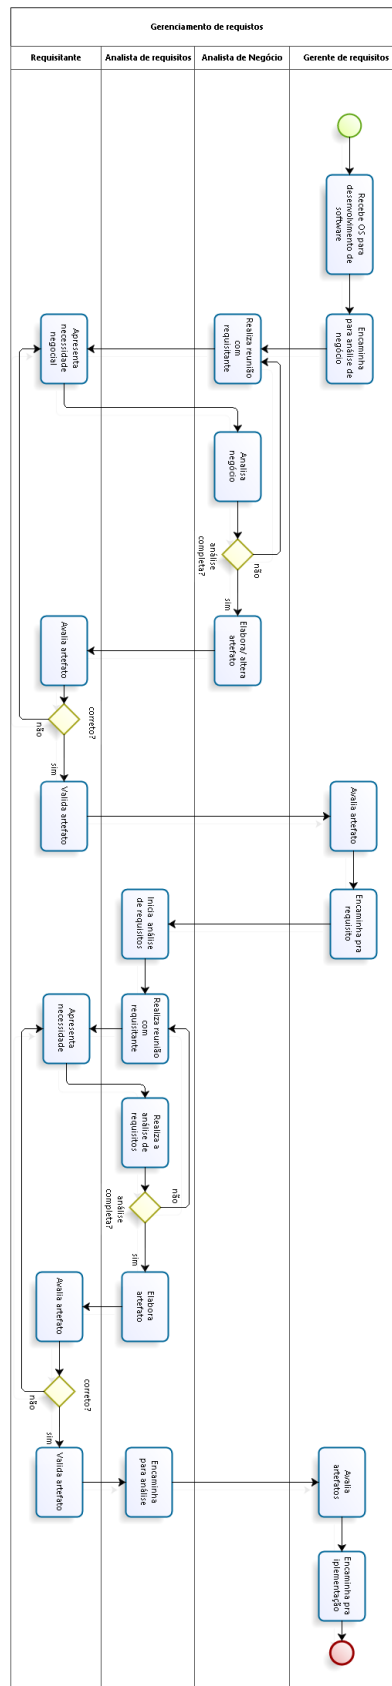 Gerenciamento de requistos
Requisitante
Analista de requisitos
Analista de Negócio
Gerente de requisitos
Recebe OS para
desenvolvimento de
software
Encaminha
para análise de
negócio
Realiza reunião
com
requisitante
Apresenta
necessidade
negocial
Analisa
negócio
análise
completa?
não
sim
Elabora/ altera
artefato
Avalia artefato
correto?
não
sim
Valida artefato
Avalia artefato
Encaminha pra
requisito
Inicia análise
de requisitos
Realiza reunião
com
requisitante
Apresenta
necessidade
Realiza a
análise de
requisitos
análise
completa?
não
sim
Elabora
artefato
Avalia artefato
correto?
não
sim
Valida artefato
Encaminha
para análise
Avalia
artefatos
Encaminha pra
iplementação